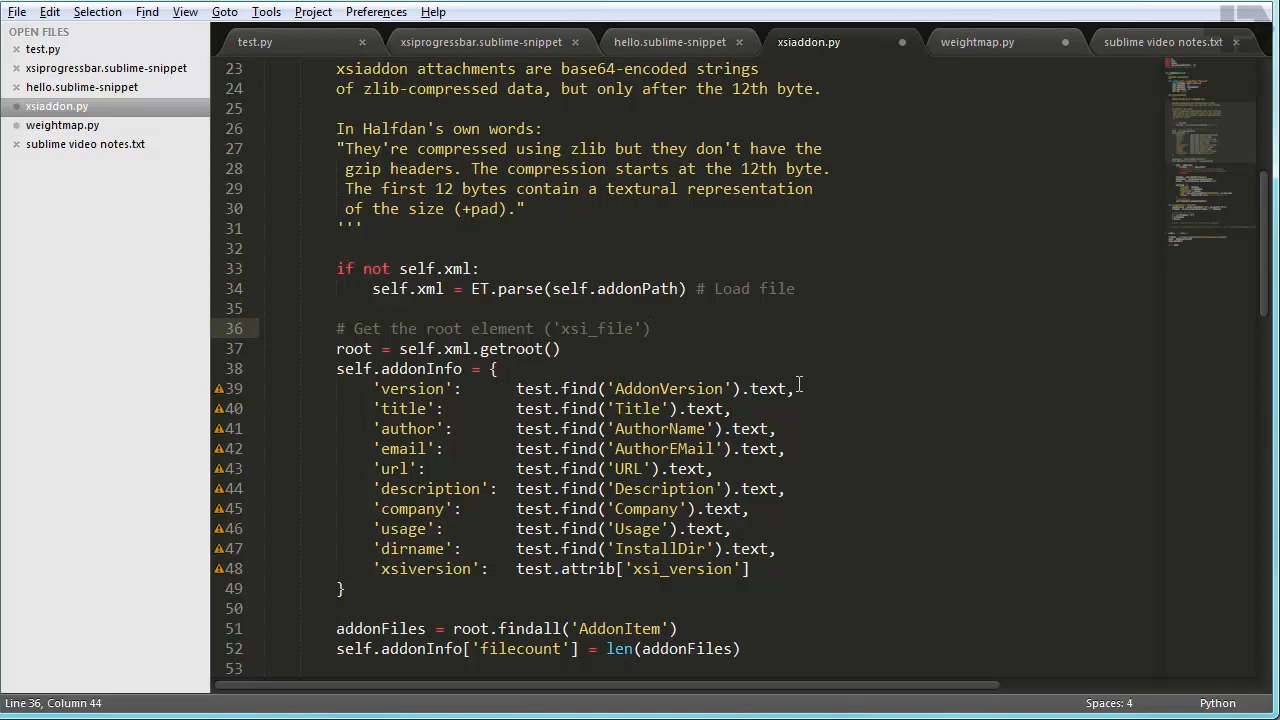 File Edit Selection Find View Goto Tools Project Preferences Help
OPEN FILES
test.py
xsiprogressbar.sublime-snippet
hello.sublime-snippet
xsiaddon.py
weightmap.py
sublime video notes.txt
test.py xsiprogressbar.sublime-snippet hello.sublime-snippet xsiaddon.py weightmap.py sublime video notes.txt
23 xsiaddon attachments are base64-encoded strings
24 of zlib-compressed data, but only after the 12th byte.
25
26 In Halfdan's own words:
27 "They're compressed using zlib but they don't have the
28 gzip headers. The compression starts at the 12th byte.
29 The first 12 bytes contain a textural representation
30 of the size (+pad)."
31 '''
32
33 if not self.xml:
34 self.xml = ET.parse(self.addonPath) # Load file
35
36 # Get the root element ('xsi_file')
37 root = self.xml.getroot()
38 self.addonInfo = {
39 'version': test.find('AddonVersion').text,
40 'title': test.find('Title').text,
41 'author': test.find('AuthorName').text,
42 'email': test.find('AuthorEMail').text,
43 'url': test.find('URL').text,
44 'description': test.find('Description').text,
45 'company': test.find('Company').text,
46 'usage': test.find('Usage').text,
47 'dirname': test.find('InstallDir').text,
48 'xsiversion': test.attrib['xsi_version']
49 }
50
51 addonFiles = root.findall('AddonItem')
52 self.addonInfo['filecount'] = len(addonFiles)
53
Line 36, Column 44 Spaces: 4 Python